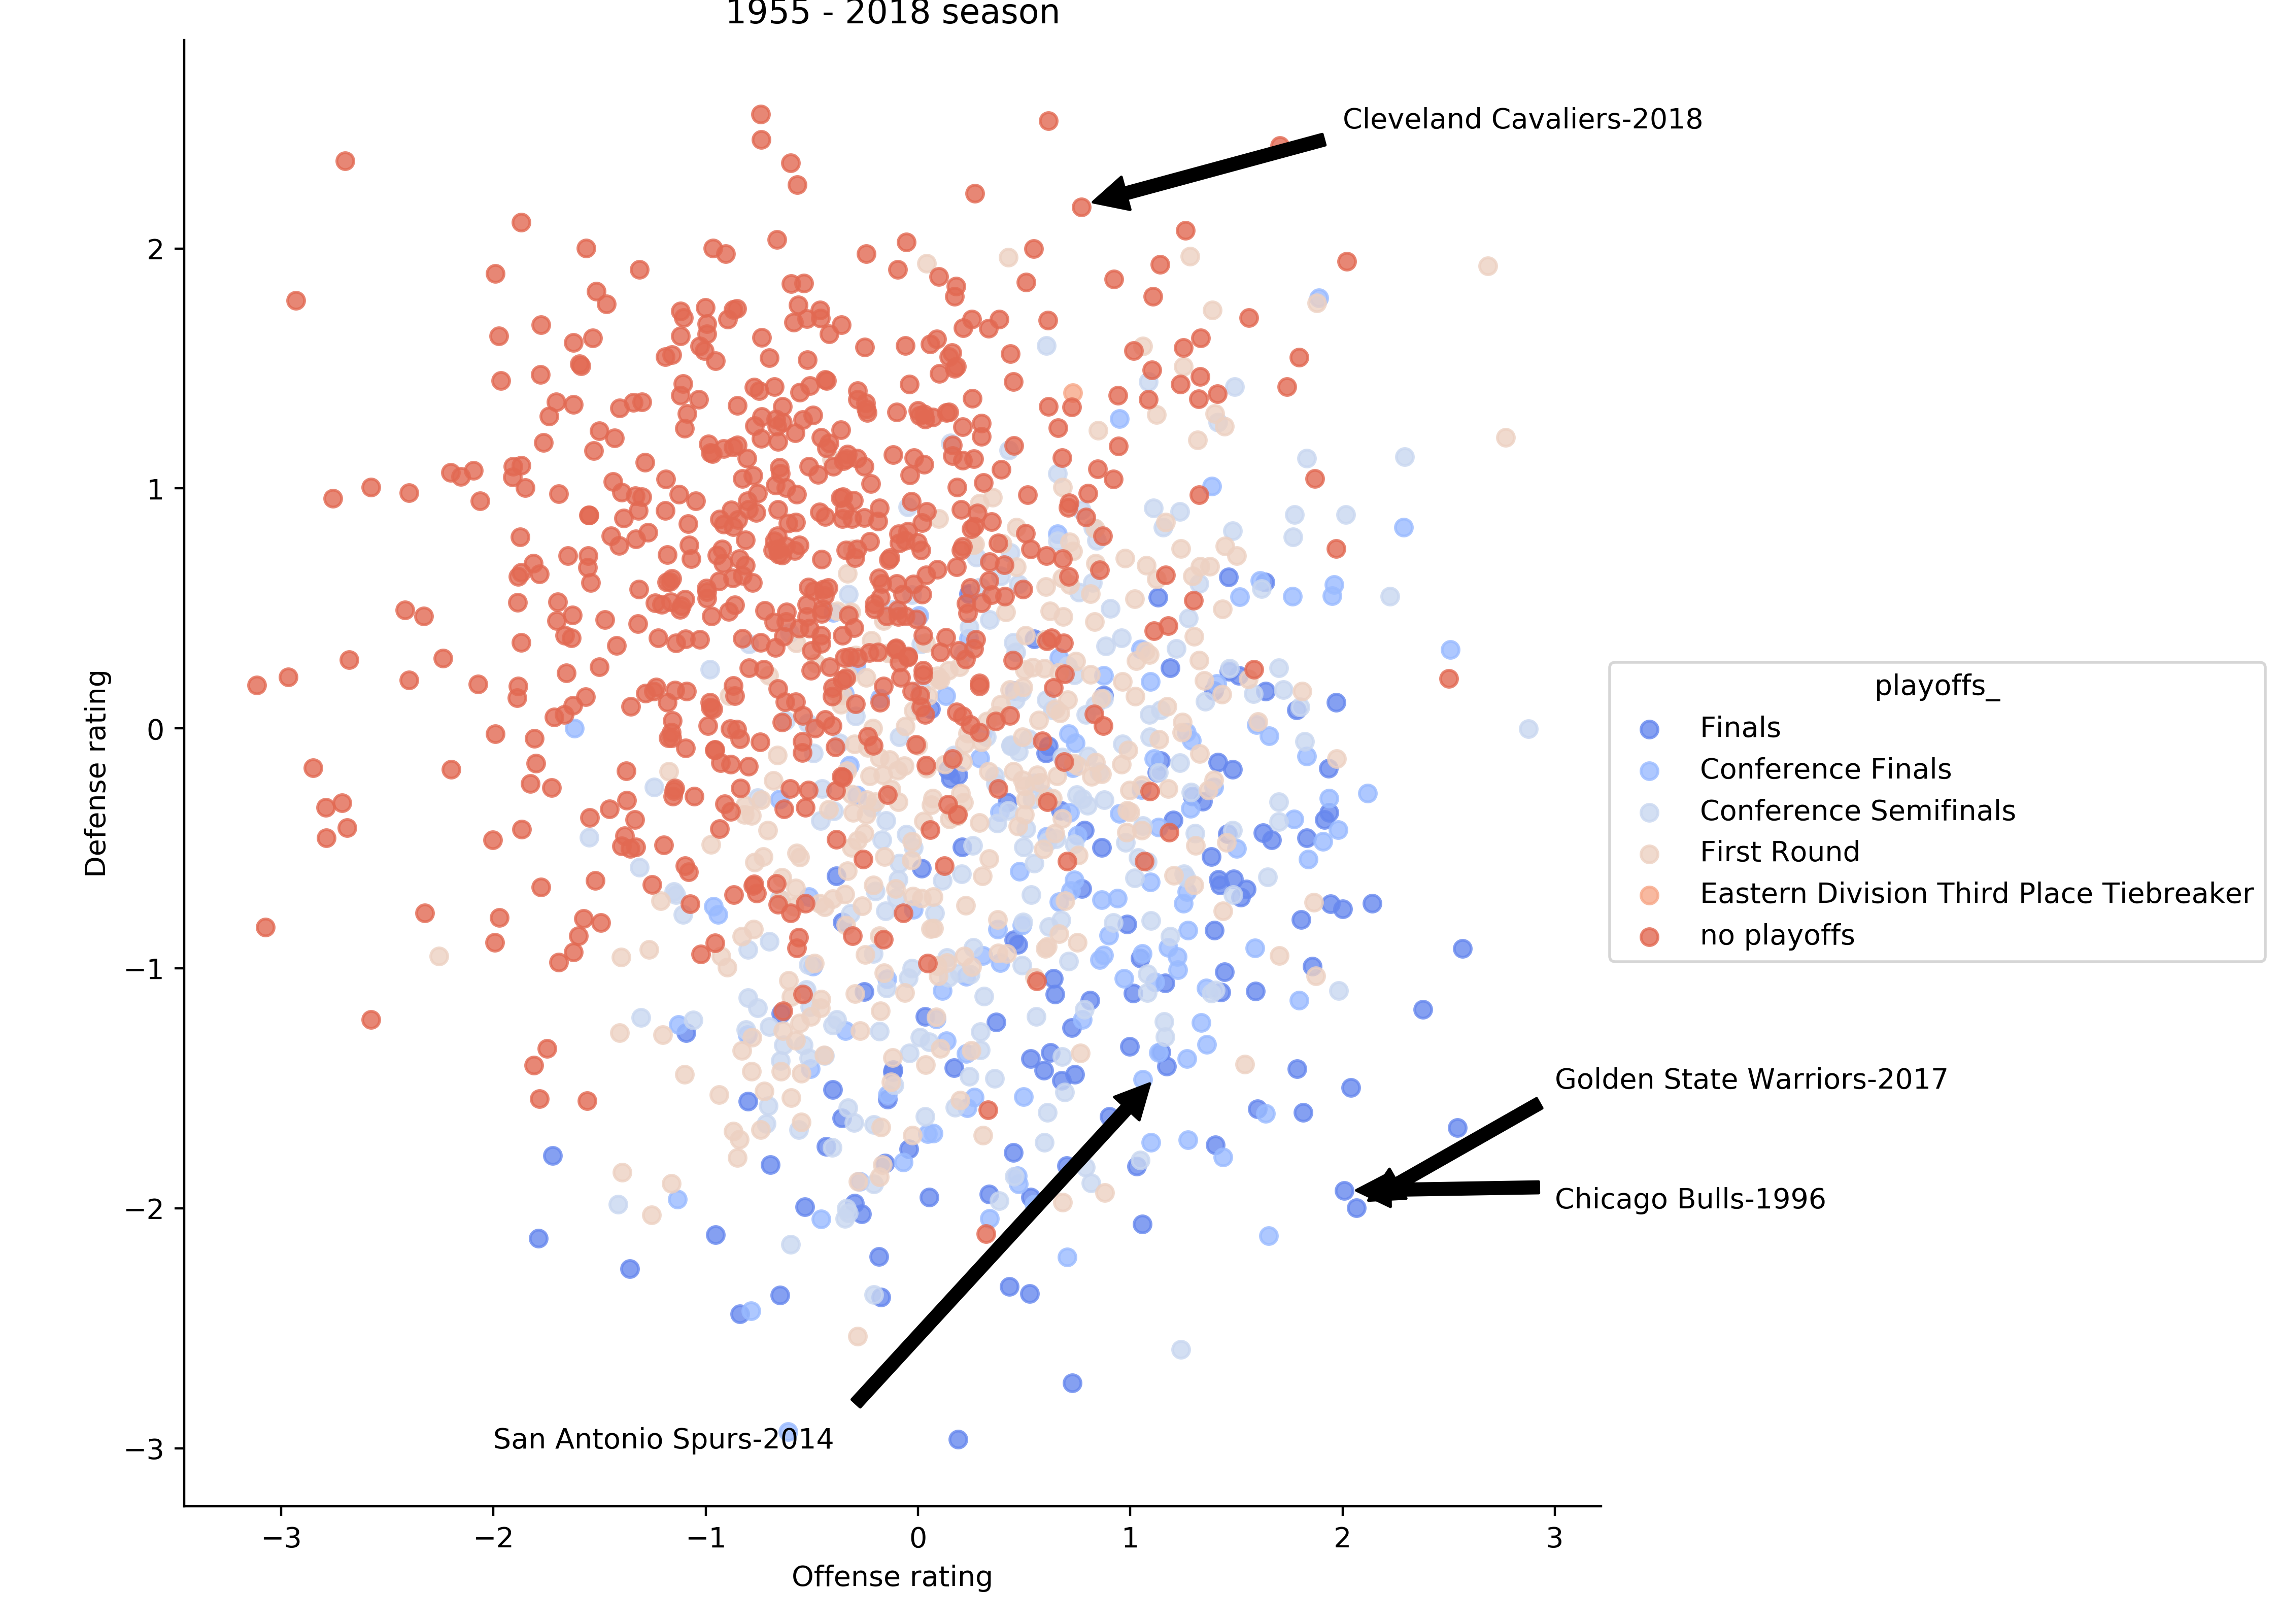 1955 - 2018 season
Cleveland Cavaliers-2018
2
1
0
−1
−2
−3
Defense rating
playoffs_
Finals
Conference Finals
Conference Semifinals
First Round
Eastern Division Third Place Tiebreaker
no playoffs
Golden State Warriors-2017
Chicago Bulls-1996
San Antonio Spurs-2014
−3 −2 −1 0 1 2 3
Offense rating